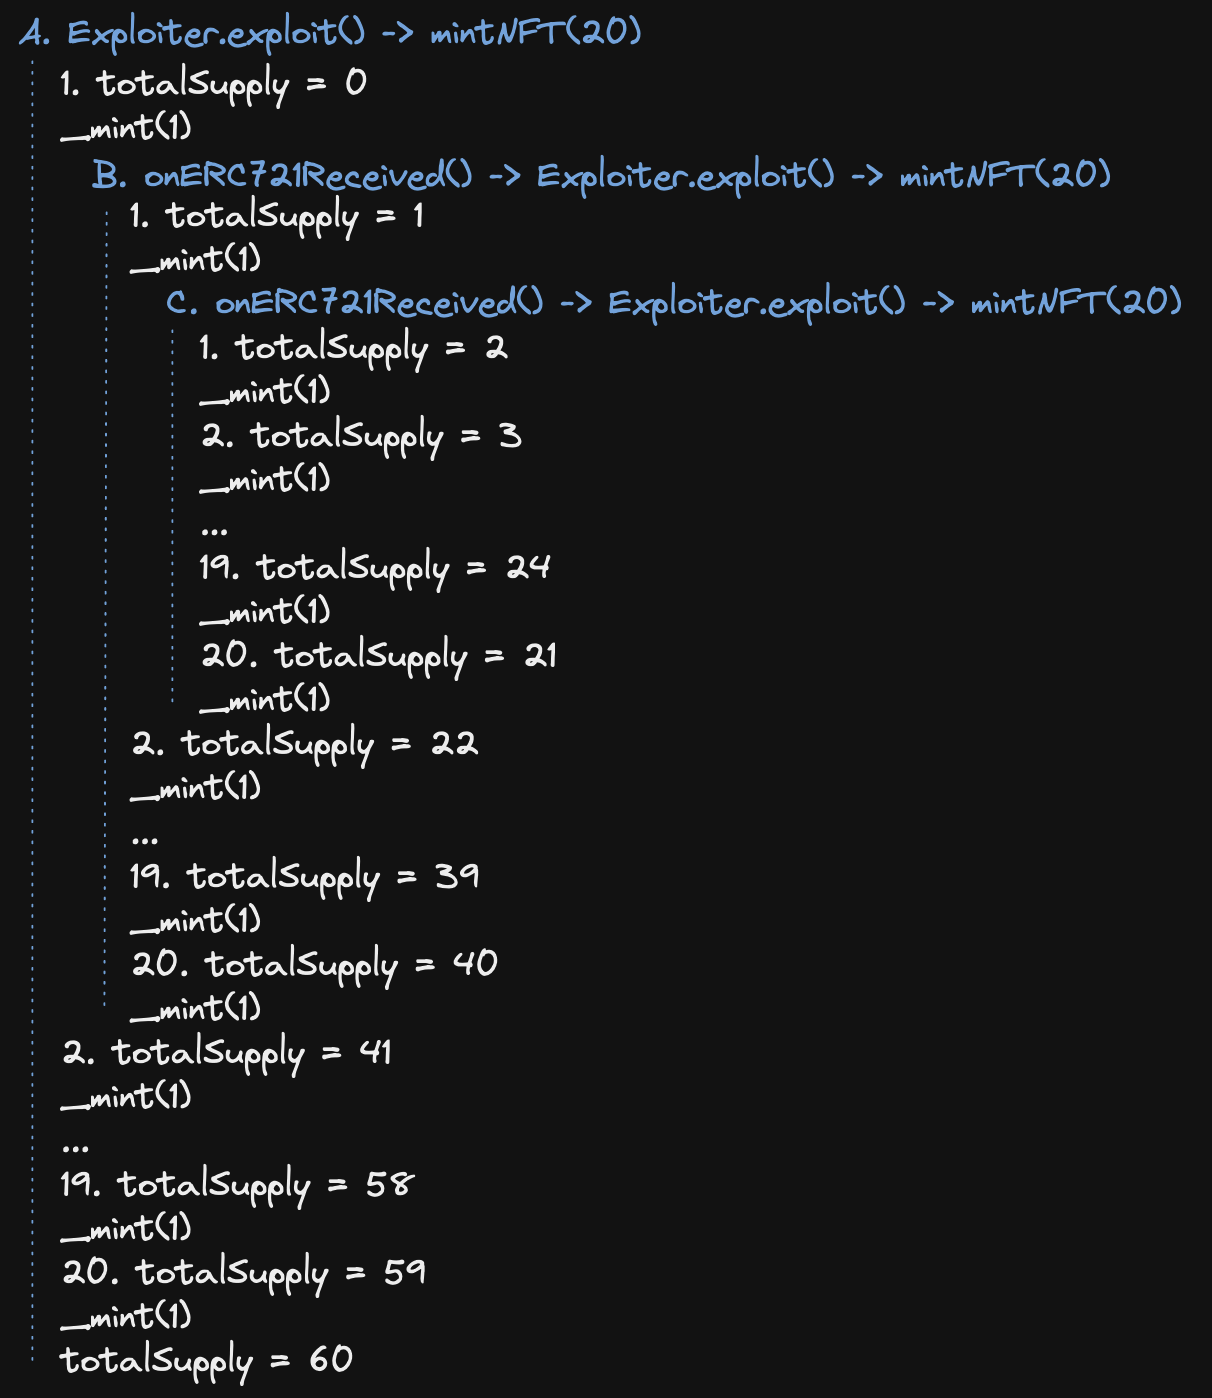 A. Exploiter.exploit() -> mintNFT(20)
1. totalSupply = 0
_mint(1)
B. onERC721Received() -> Exploiter.exploit() -> mintNFT(20)
1. totalSupply = 1
_mint(1)
C. onERC721Received() -> Exploiter.exploit() -> mintNFT(20)
1. totalSupply = 2
_mint(1)
2. totalSupply = 3
_mint(1)
...
19. totalSupply = 24
_mint(1)
20. totalSupply = 21
_mint(1)
2. totalSupply = 22
_mint(1)
...
19. totalSupply = 39
_mint(1)
20. totalSupply = 40
_mint(1)
2. totalSupply = 41
_mint(1)
...
19. totalSupply = 58
_mint(1)
20. totalSupply = 59
_mint(1)
totalSupply = 60